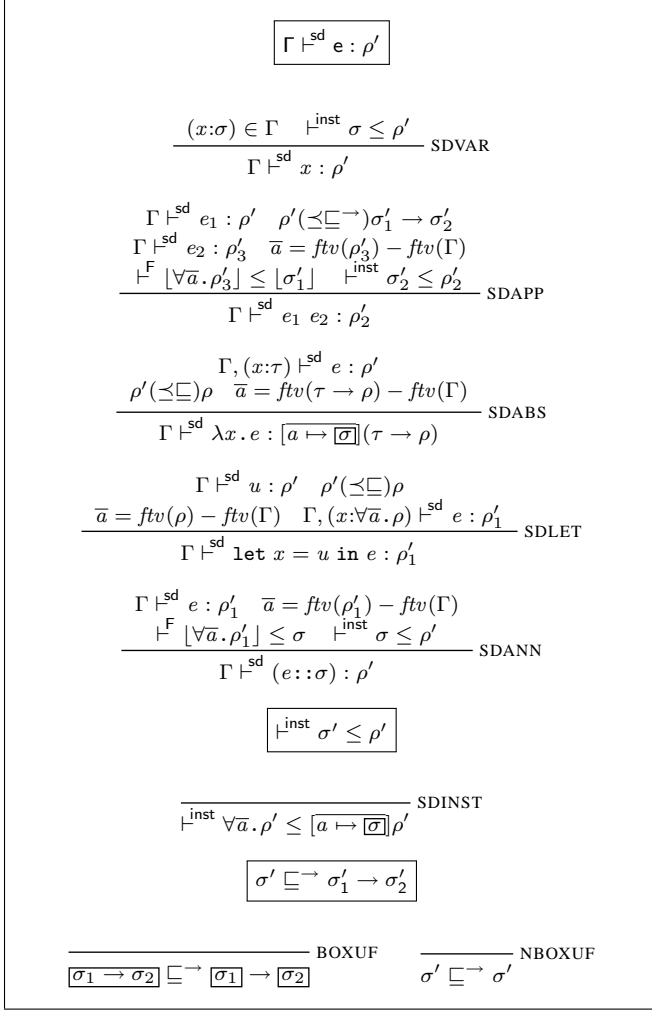 Γ ⊢sd e : ρ′
(x:σ) ∈ Γ ⊢inst σ ≤ ρ′
SDVAR
Γ ⊢sd x : ρ′
Γ ⊢sd e₁ : ρ′ ρ′(⪯⊑→)σ′₁ → σ′₂
Γ ⊢sd e₂ : ρ′₃ a̅ = ftv(ρ′₃) − ftv(Γ)
⊢F ⌊∀a̅.ρ′₃⌋ ≤ ⌊σ′₁⌋ ⊢inst σ′₂ ≤ ρ′₂
SDAPP
Γ ⊢sd e₁ e₂ : ρ′₂
Γ, (x:τ) ⊢sd e : ρ′
ρ′(⪯⊑)ρ a̅ = ftv(τ → ρ) − ftv(Γ)
SDABS
Γ ⊢sd λx.e : [a ↦ σ](τ → ρ)
Γ ⊢sd u : ρ′ ρ′(⪯⊑)ρ
a̅ = ftv(ρ) − ftv(Γ) Γ, (x:∀a̅.ρ) ⊢sd e : ρ′₁
SDLET
Γ ⊢sd let x = u in e : ρ′₁
Γ ⊢sd e : ρ′₁ a̅ = ftv(ρ′₁) − ftv(Γ)
⊢F ⌊∀a̅.ρ′₁⌋ ≤ σ ⊢inst σ ≤ ρ′
SDANN
Γ ⊢sd (e::σ) : ρ′
⊢inst σ′ ≤ ρ′
SDINST
⊢inst ∀a̅.ρ′ ≤ [a ↦ σ]ρ′
σ′ ⊑→ σ′₁ → σ′₂
BOXUF NBOXUF
σ₁ → σ₂ ⊑→ σ₁ → σ₂ σ′ ⊑→ σ′